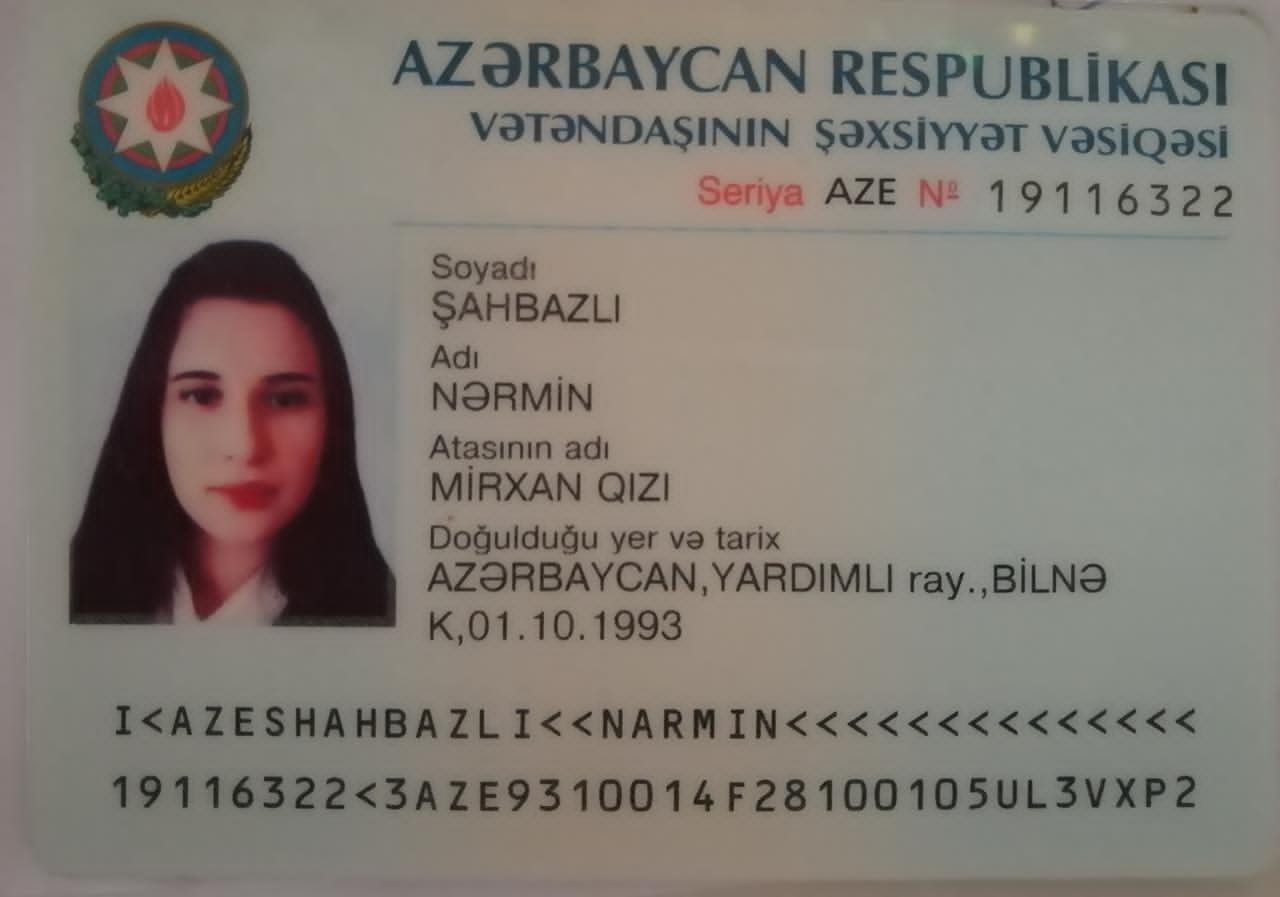 AZƏRBAYCAN RESPUBLİKASI
VƏTƏNDAŞININ ŞƏXSİYYƏT VƏSİQƏSİ
Seriya AZE № 19116322
Soyadı
ŞAHBAZLI
Adı
NƏRMİN
Atasının adı
MİRXAN QIZI
Doğulduğu yer və tarix
AZƏRBAYCAN,YARDIMLI ray.,BİLNƏ
K,01.10.1993
I<AZESHAHBAZLI<<NARMIN<<<<<<<<<<<<<<
19116322<3AZE9310014F28100105UL3VXP2